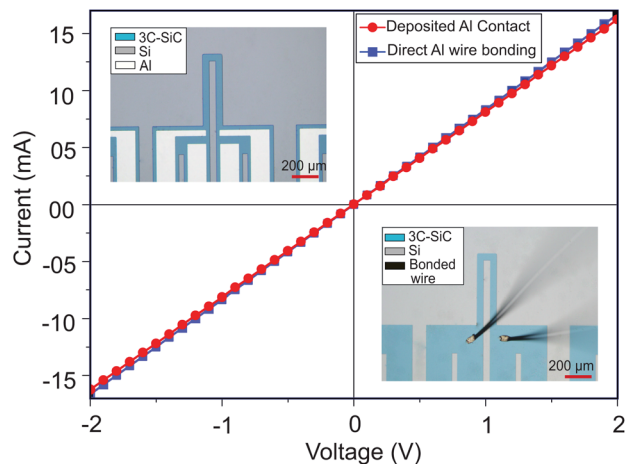 15
10
05
00
-05
-10
-15
Current (mA)
3C-SiC
Si
Al
200 μm
Deposited Al Contact
Direct Al wire bonding
3C-SiC
Si
Bonded
wire
200 μm
-2
-1
0
1
2
Voltage (V)